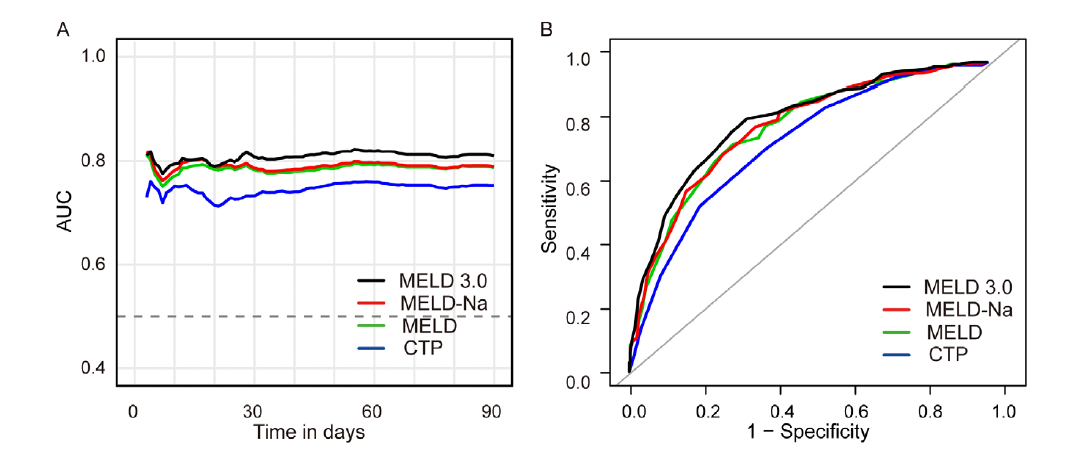 A
1.0
0.8
0.6
0.4
AUC
MELD 3.0
MELD-Na
MELD
CTP
0
30
60
90
Time in days
B
1.0
0.8
0.6
0.4
0.2
0.0
Sensitivity
MELD 3.0
MELD-Na
MELD
CTP
0.0
0.2
0.4
0.6
0.8
1.0
1 − Specificity